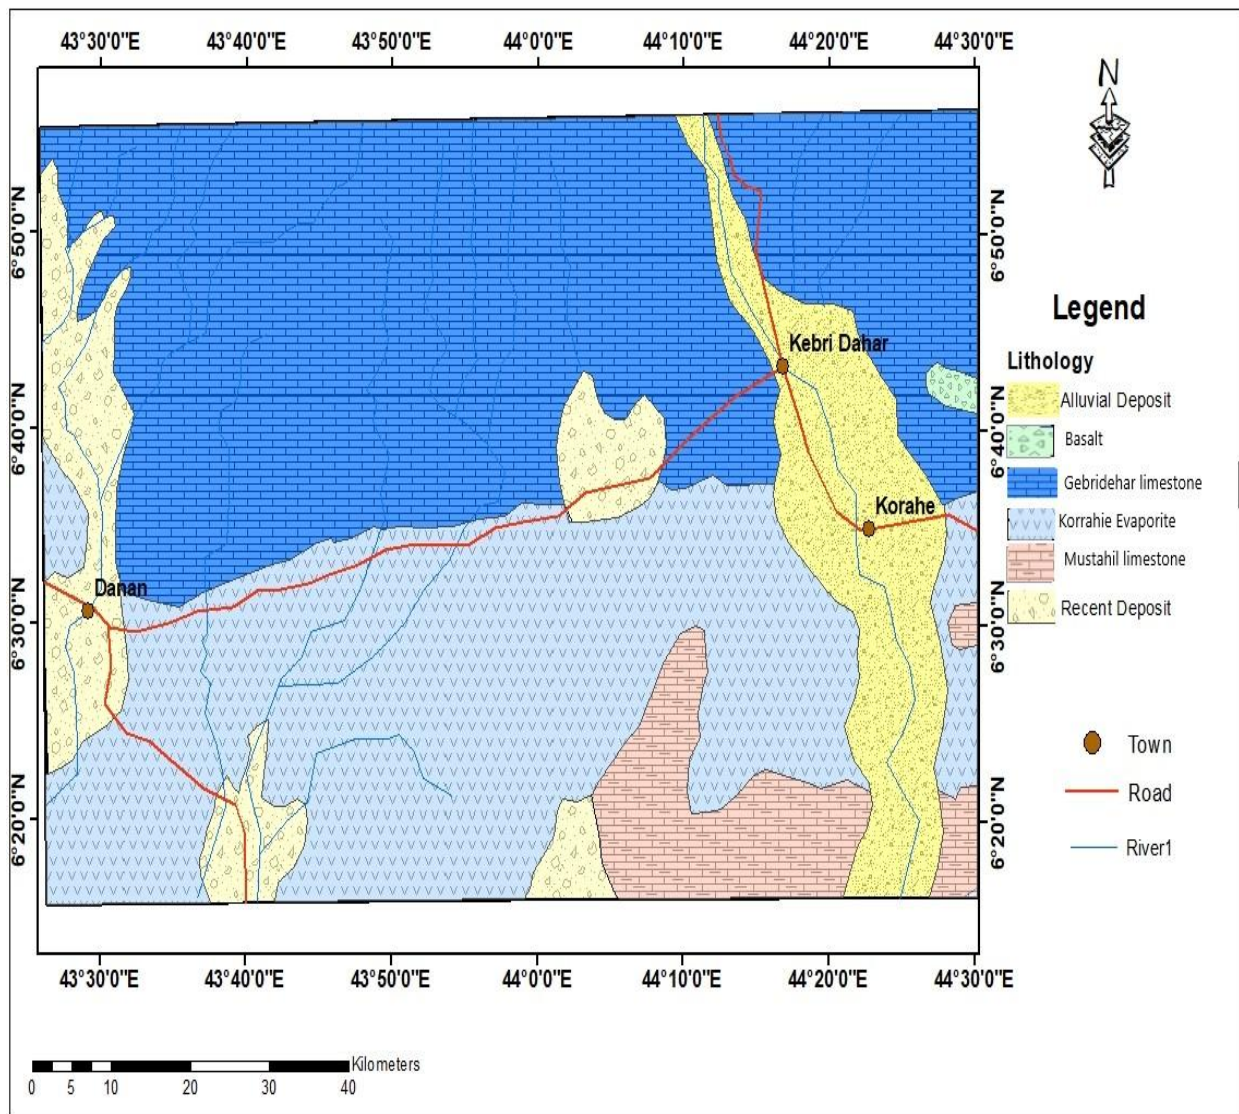 43°30'0"E 43°40'0"E 43°50'0"E 44°0'0"E 44°10'0"E 44°20'0"E 44°30'0"E
N
6°50'0"N
6°50'0"N
Legend
Kebri Dahar
Lithology
Alluvial Deposit
6°40'0"N
6°40'0"N
Basalt
Gebridehar limestone
Korahe
Korrahie Evaporite
Mustahil limestone
Danan
Recent Deposit
6°30'0"N
6°30'0"N
Town
Road
6°20'0"N
6°20'0"N
River1
43°30'0"E 43°40'0"E 43°50'0"E 44°0'0"E 44°10'0"E 44°20'0"E 44°30'0"E
Kilometers
0 5 10 20 30 40